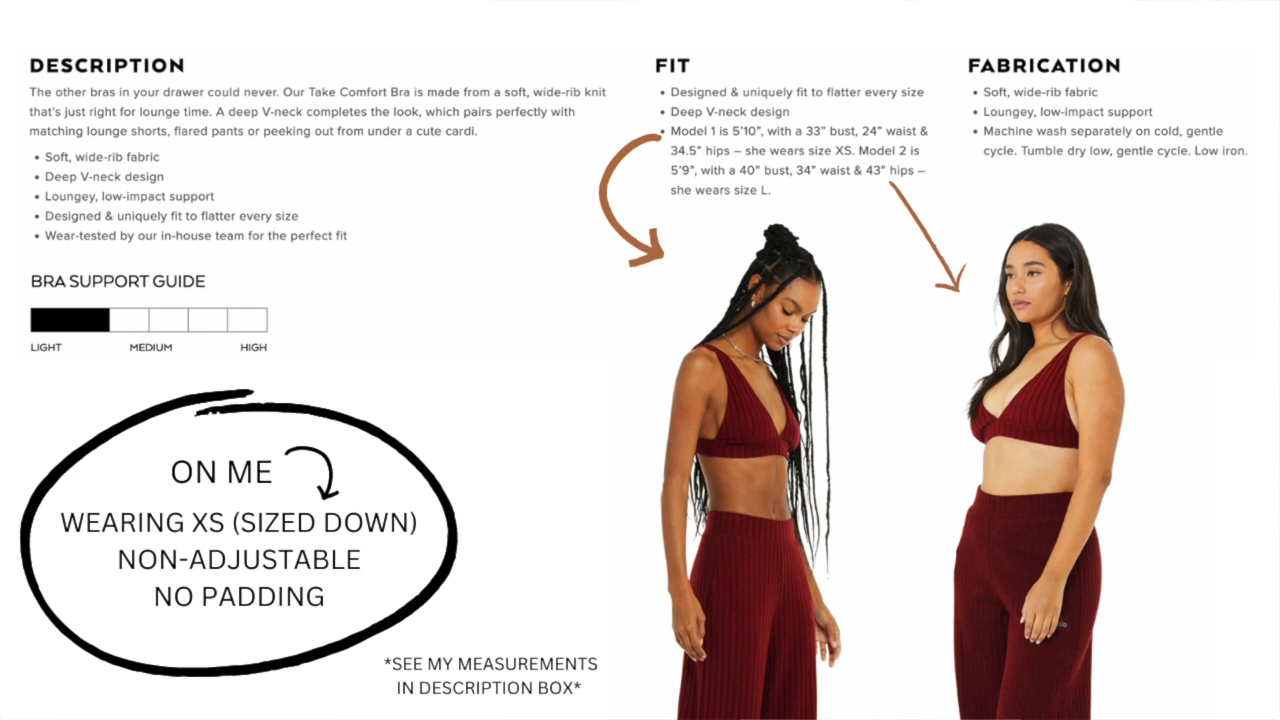 DESCRIPTION
The other bras in your drawer could never. Our Take Comfort Bra is made from a soft, wide-rib knit
that's just right for lounge time. A deep V-neck completes the look, which pairs perfectly with
matching lounge shorts, flared pants or peeking out from under a cute cardi.
• Soft, wide-rib fabric
• Deep V-neck design
• Loungey, low-impact support
• Designed & uniquely fit to flatter every size
• Wear-tested by our in-house team for the perfect fit
BRA SUPPORT GUIDE
LIGHT MEDIUM HIGH
FIT
• Designed & uniquely fit to flatter every size
• Deep V-neck design
• Model 1 is 5'10", with a 33" bust, 24" waist &
34.5" hips – she wears size XS. Model 2 is
5'9", with a 40" bust, 34" waist & 43" hips –
she wears size L.
FABRICATION
• Soft, wide-rib fabric
• Loungey, low-impact support
• Machine wash separately on cold, gentle
cycle. Tumble dry low, gentle cycle. Low iron.
ON ME
WEARING XS (SIZED DOWN)
NON-ADJUSTABLE
NO PADDING
*SEE MY MEASUREMENTS
IN DESCRIPTION BOX*